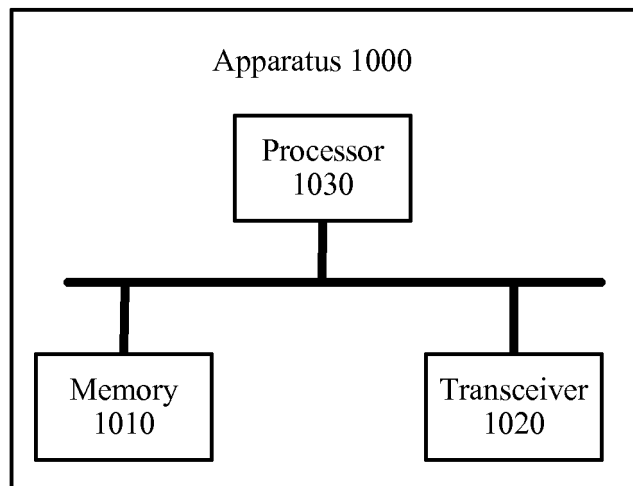 Apparatus 1000
Processor
1030
Memory
1010
Transceiver
1020